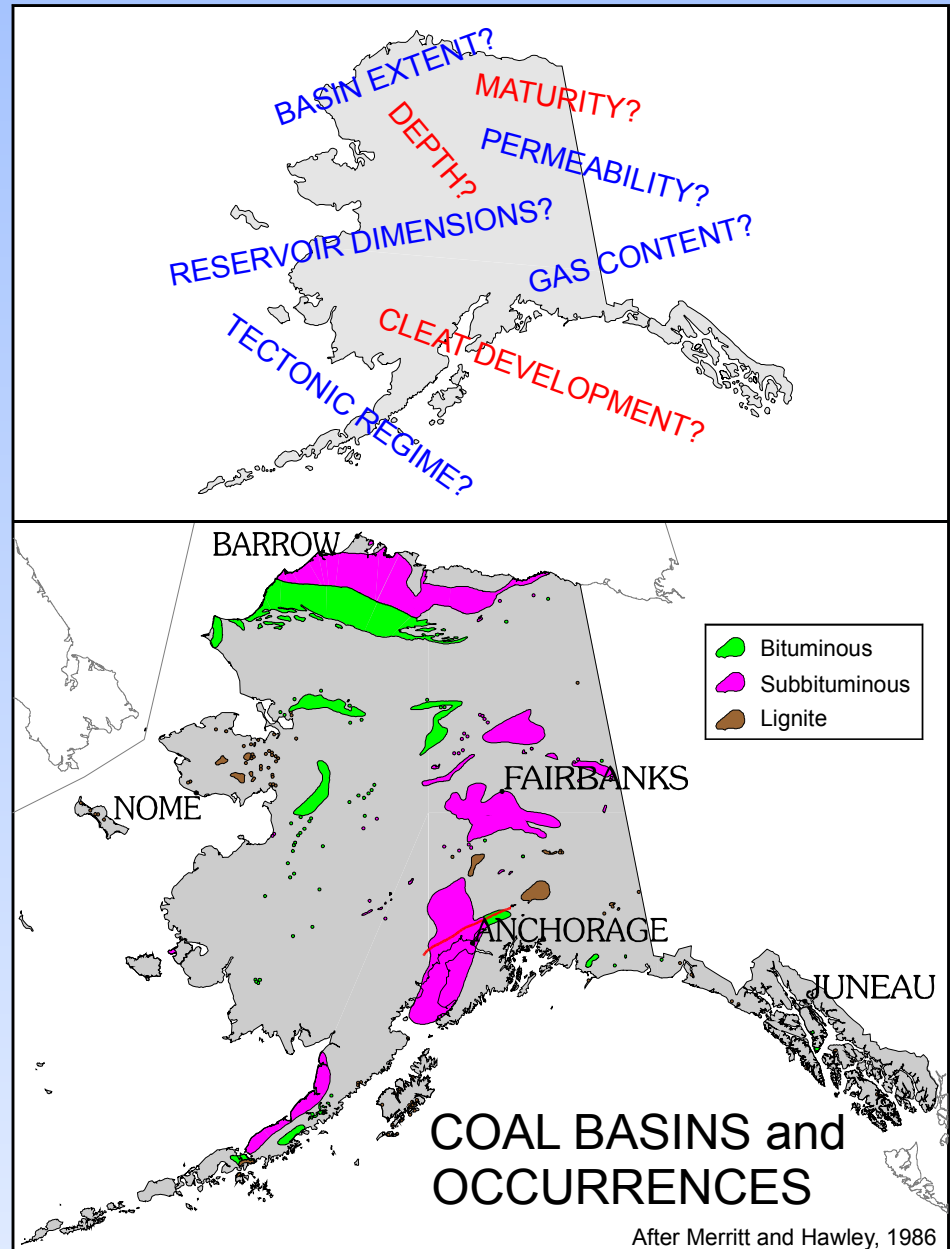 BASIN EXTENT?
MATURITY?
DEPTH?
PERMEABILITY?
RESERVOIR DIMENSIONS?
GAS CONTENT?
CLEAT DEVELOPMENT?
TECTONIC REGIME?
BARROW
Bituminous
Subbituminous
Lignite
FAIRBANKS
NOME
ANCHORAGE
JUNEAU
COAL BASINS and
OCCURRENCES
After Merritt and Hawley, 1986